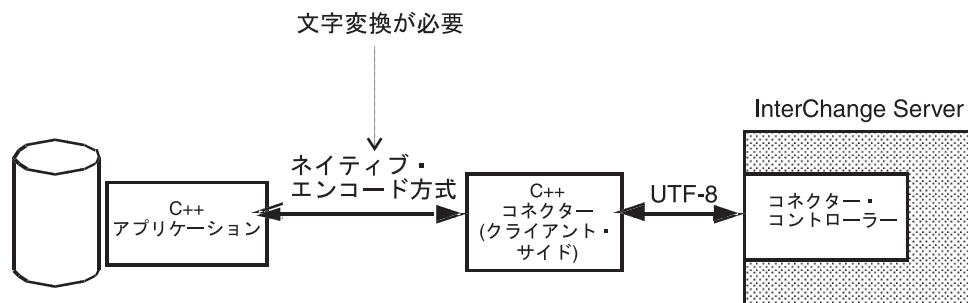 文字変換が必要
InterChange Server
ネイティブ・
エンコード方式
C++
アプリケーション
C++
コネクター
(クライアント・
サイド)
UTF-8
コネクター・
コントローラー